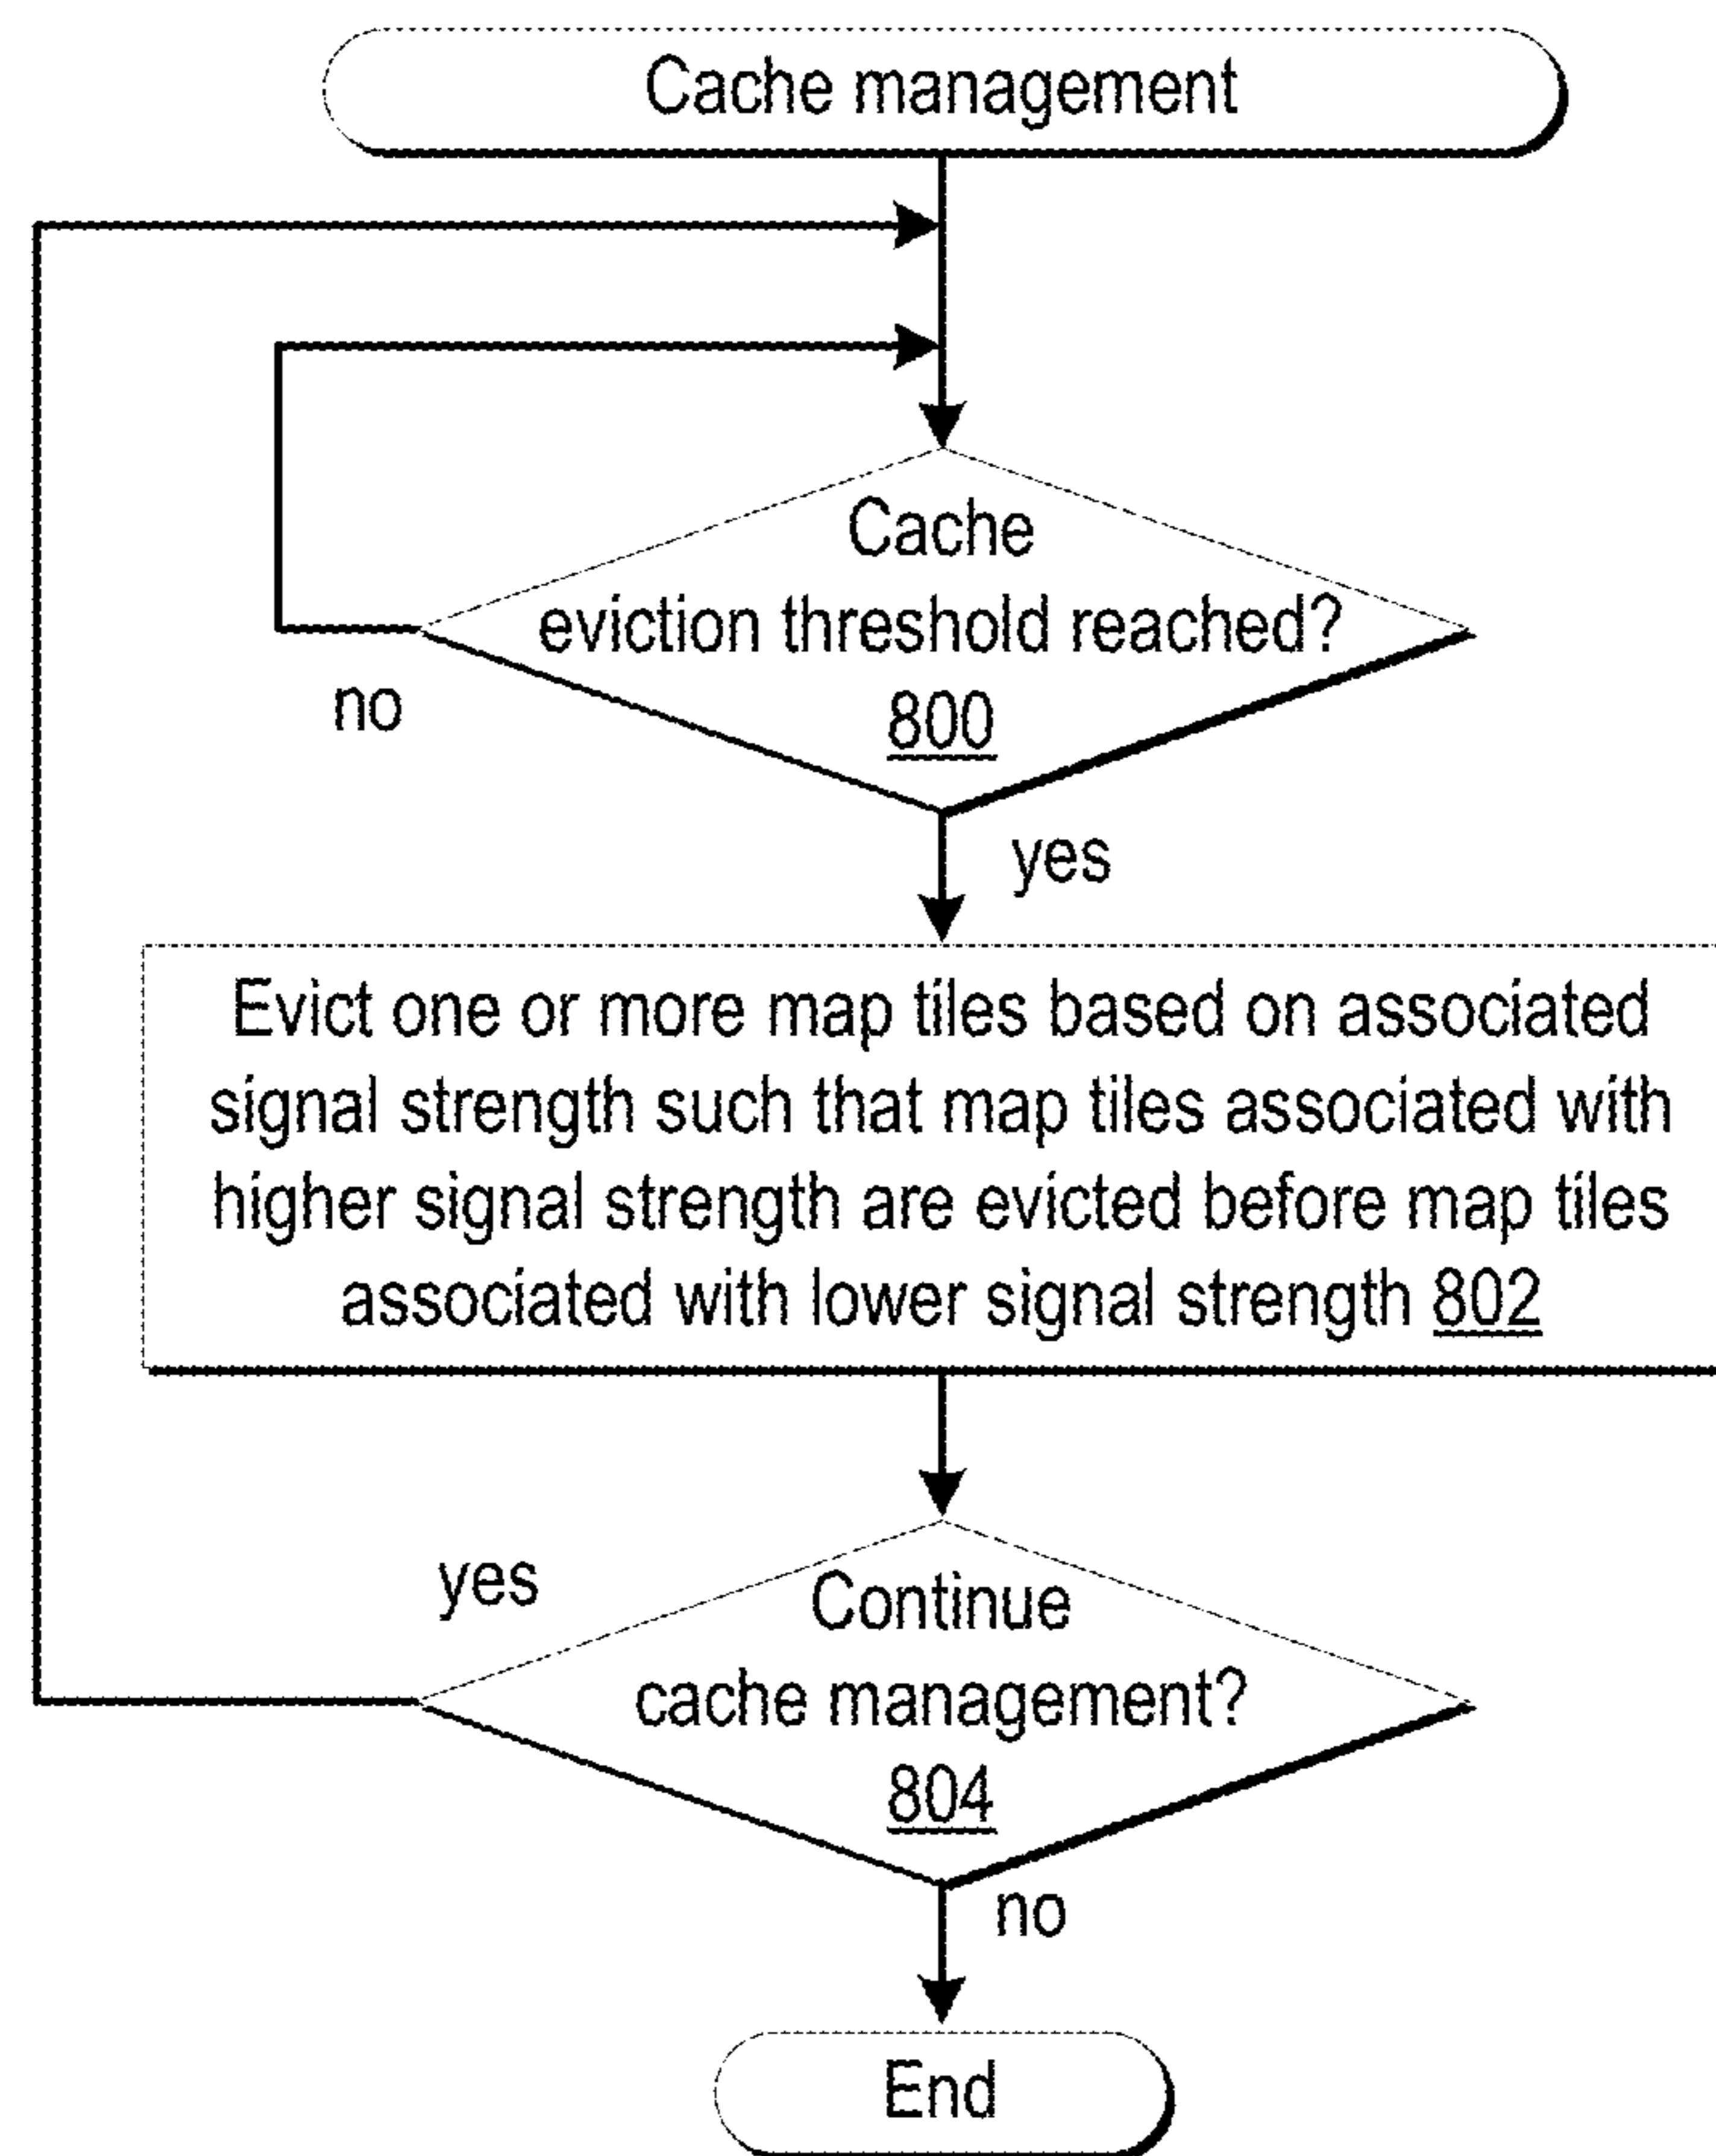 Cache management
Cache
eviction threshold reached?
800
no
yes
Evict one or more map tiles based on associated
signal strength such that map tiles associated with
higher signal strength are evicted before map tiles
associated with lower signal strength 802
yes
Continue
cache management?
804
no
End